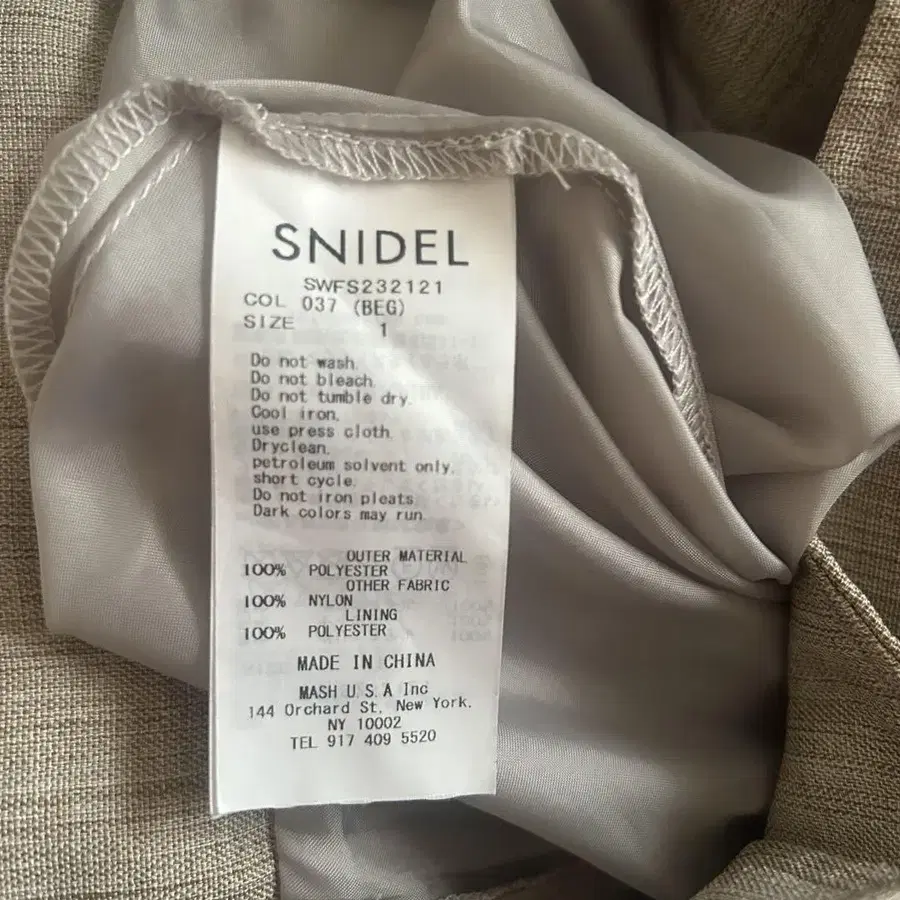 SNIDEL
SWFS232121
COL 037 (BEG)
SIZE 1
Do not wash.
Do not bleach.
Do not tumble dry.
Cool iron.
use press cloth.
Dryclean.
petroleum solvent only.
short cycle.
Do not iron pleats.
Dark colors may run.
OUTER MATERIAL
100% POLYESTER
OTHER FABRIC
100% NYLON
LINING
100% POLYESTER
MADE IN CHINA
MASH U.S.A Inc
144 Orchard St, New York.
NY 10002
TEL 917 409 5520